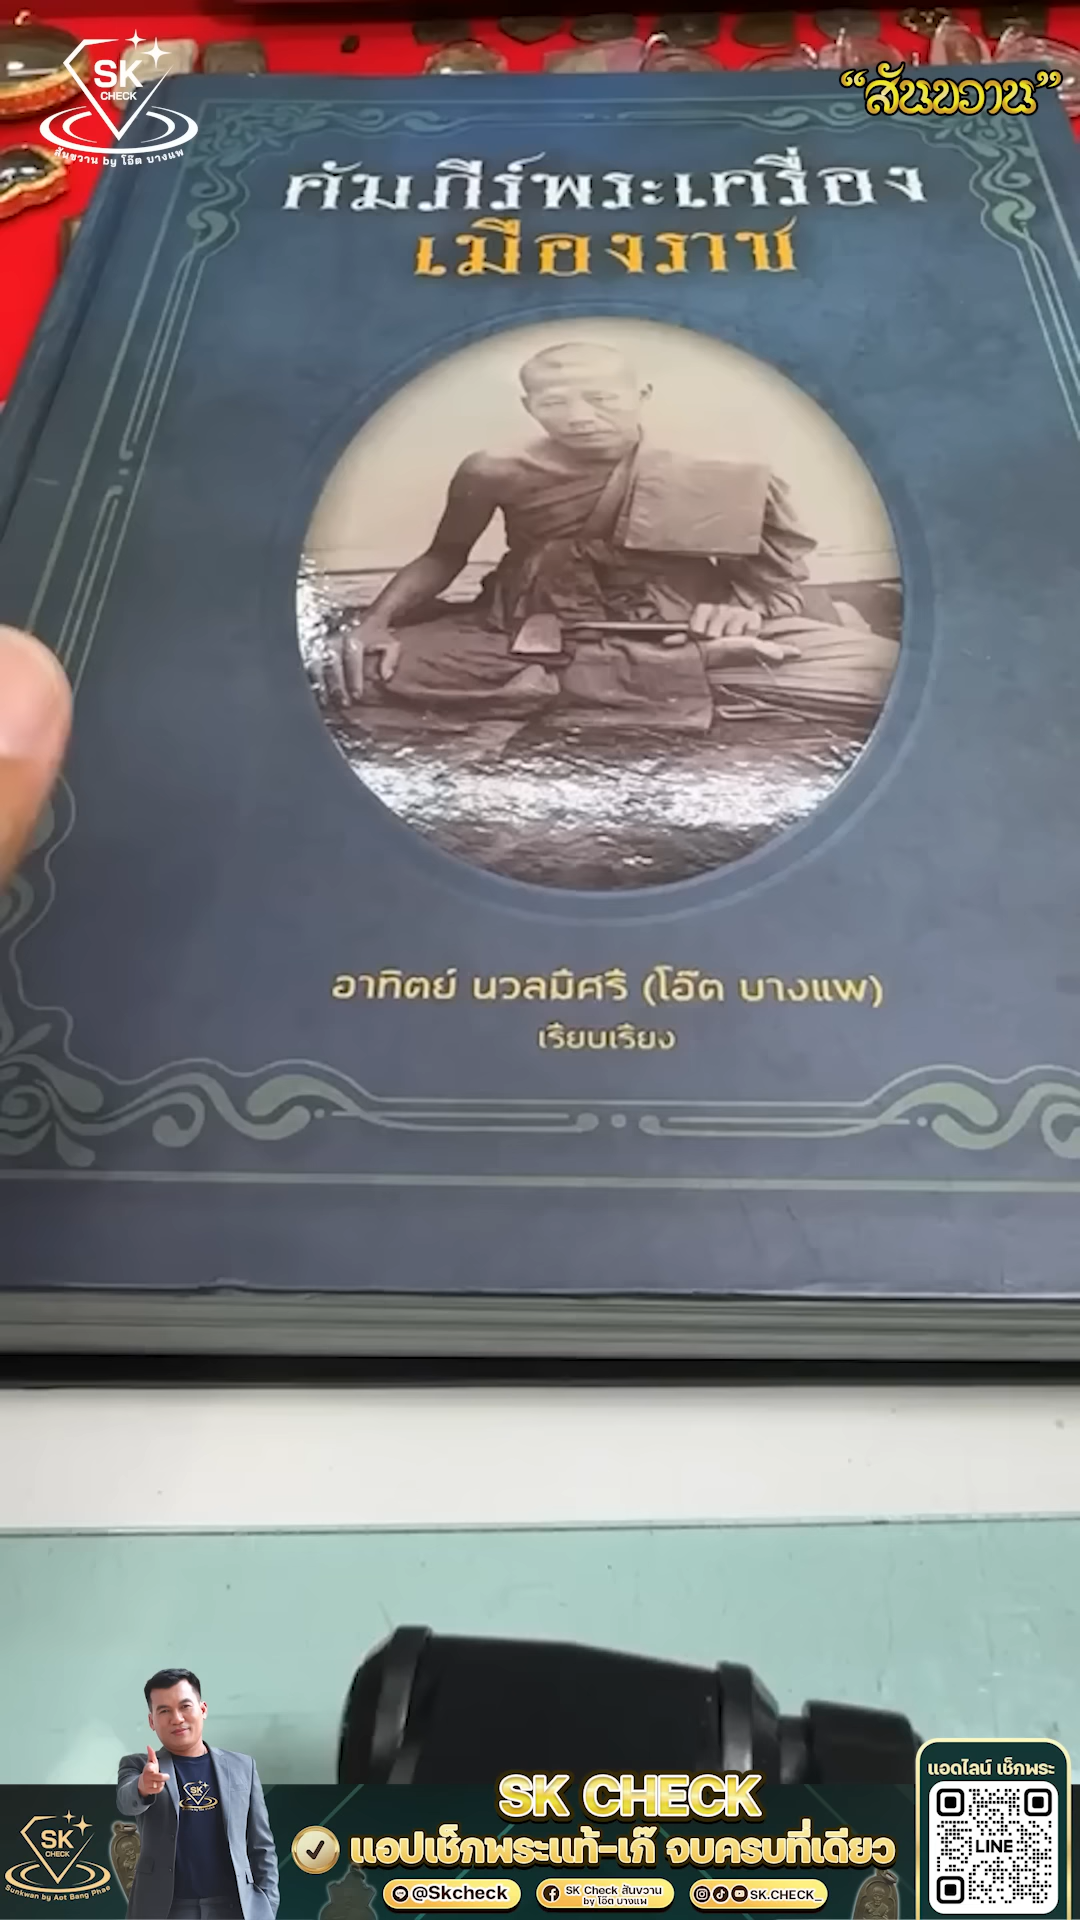 SK
CHECK
สันขวาน by โอ๊ต บางแพ
“สันขวาน”
คัมภีร์พระเครื่อง
เมืองราช
อาทิตย์ นวลมีศรี (โอ๊ต บางแพ)
เรียบเรียง
SK
CHECK
Sunkwan by Aot Bang Phae
SK
SK CHECK
แอปเช็กพระแท้-เก๊ จบครบที่เดียว
@Skcheck
SK Check สันขวาน
by โอ๊ต บางแพ
SK.CHECK_
แอดไลน์ เช็กพระ
LINE